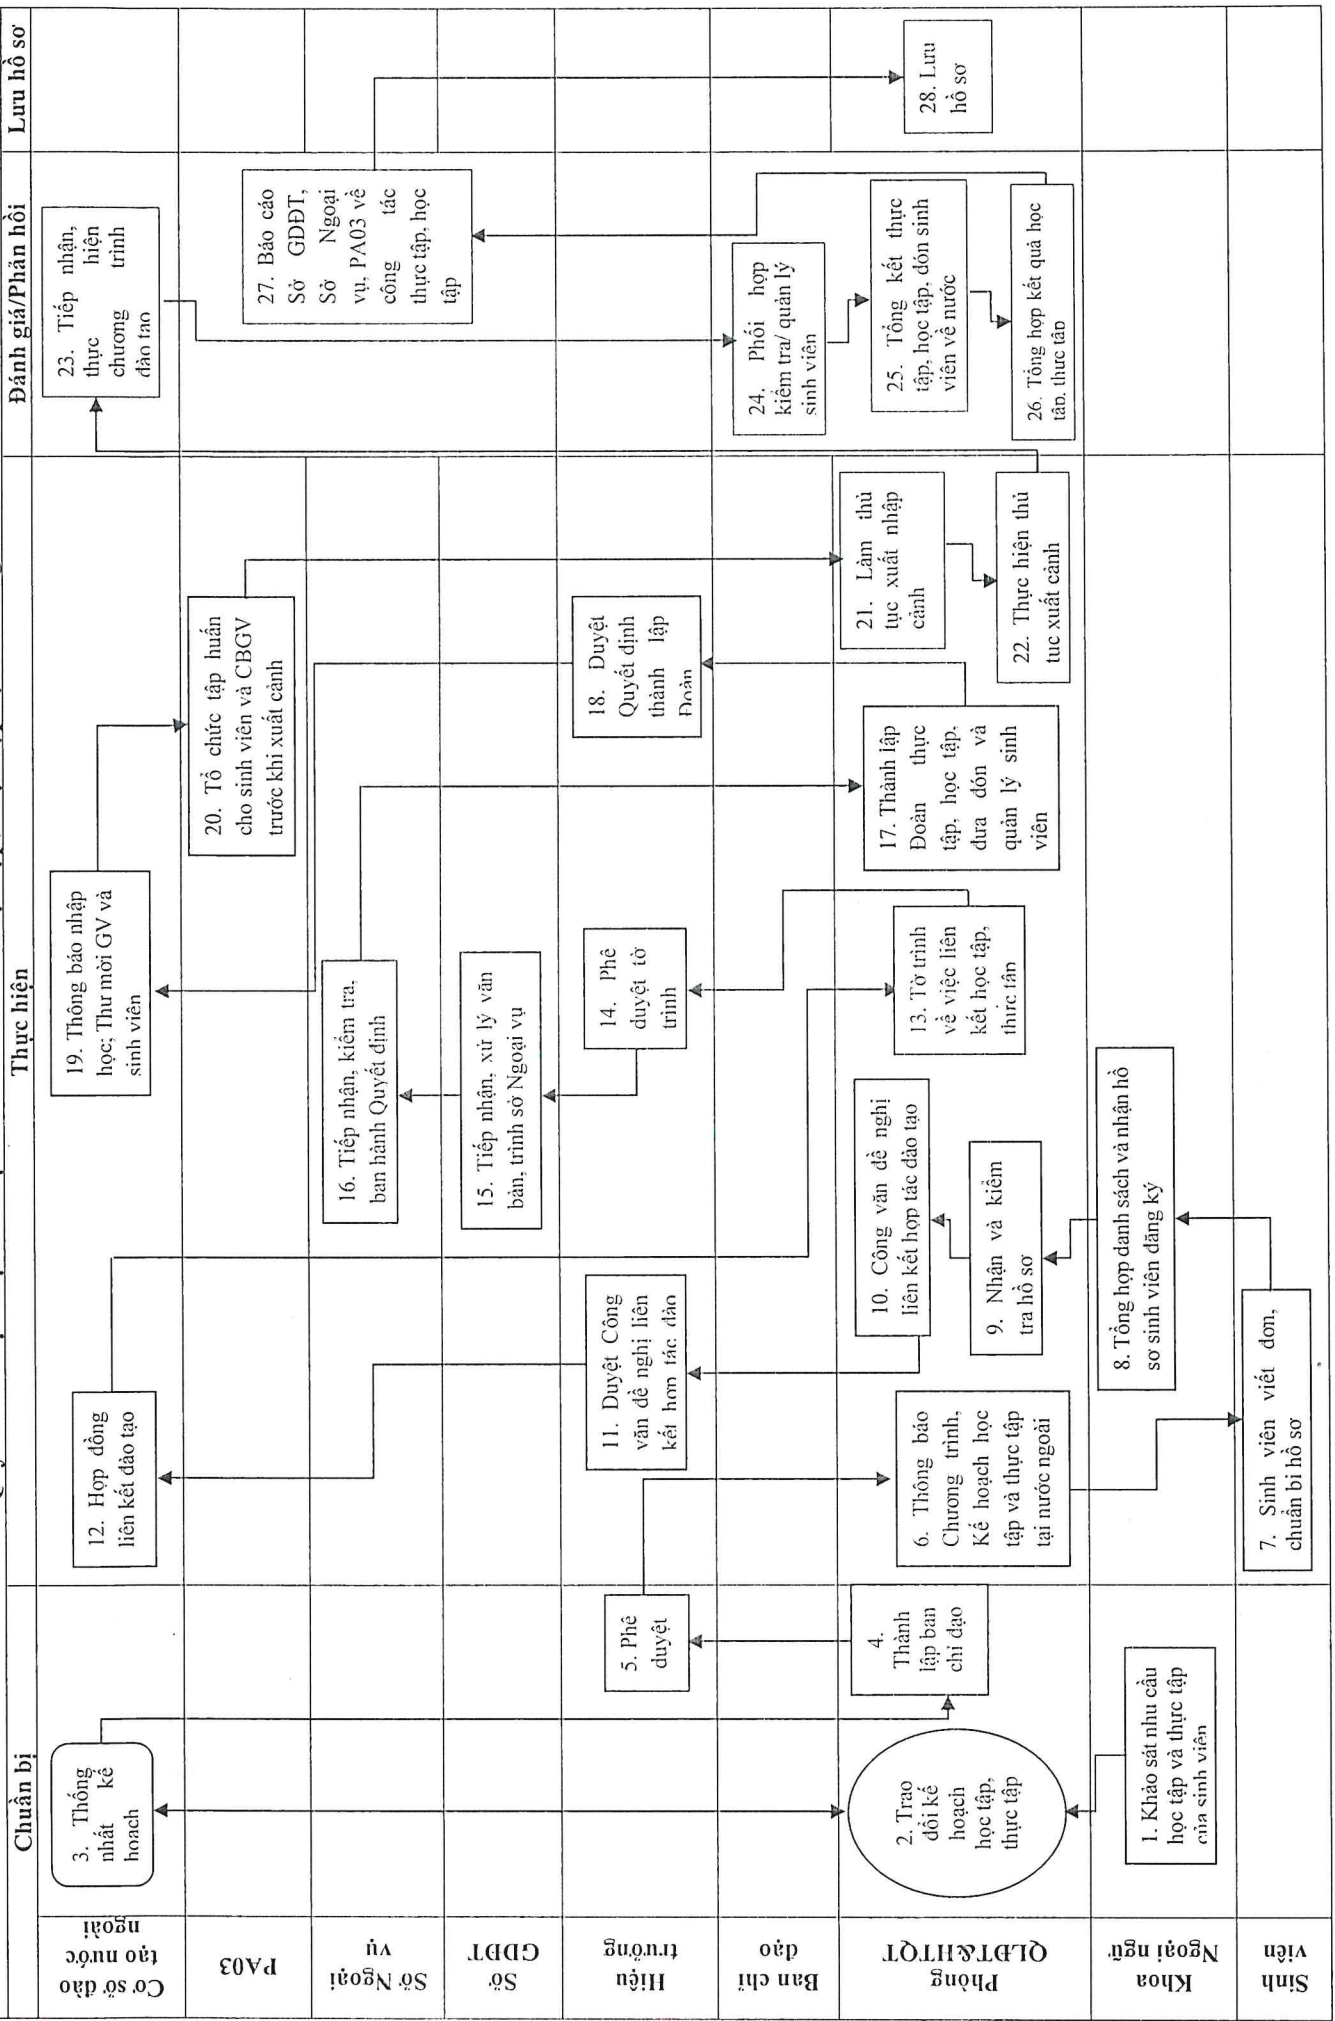 Chuẩn bị
Thực hiện
Đánh giá/Phản hồi
Lưu hồ sơ
Cơ sở đào
tạo nước
ngoài
3. Thống
nhất kế
hoạch
12. Hợp đồng
liên kết đào tạo
19. Thông báo nhập
học; Thư mời GV và
sinh viên
23. Tiếp nhận,
thực hiện
chương trình
đào tạo
PA03
20. Tổ chức tập huấn
cho sinh viên và CBGV
trước khi xuất cảnh
Sở Ngoại
vụ
16. Tiếp nhận, kiểm tra,
ban hành Quyết định
27. Báo cáo
Sở GDĐT,
Sở Ngoại
vụ, PA03 về
công tác
thực tập, học
tập
Sở
GDĐT
15. Tiếp nhận, xử lý văn
bản, trình sở Ngoại vụ
Hiệu
trưởng
5. Phê
duyệt
11. Duyệt Công
văn đề nghị liên
kết hợp tác đào
14. Phê
duyệt tờ
trình
18. Duyệt
Quyết định
thành lập
Đoàn
Ban chỉ
đạo
24. Phối hợp
kiểm tra/ quản lý
sinh viên
Phòng
QLĐT&HTQT
2. Trao
đổi kế
hoạch
học tập,
thực tập
4.
Thành
lập ban
chỉ đạo
6. Thông báo
Chương trình,
Kế hoạch học
tập và thực tập
tại nước ngoài
10. Công văn đề nghị
liên kết hợp tác đào tạo
9. Nhận và kiểm
tra hồ sơ
13. Tờ trình
về việc liên
kết học tập,
thực tập
17. Thành lập
Đoàn thực
tập, học tập,
đưa đón và
quản lý sinh
viên
21. Làm thủ
tục xuất nhập
cảnh
22. Thực hiện thủ
tục xuất cảnh
25. Tổng kết thực
tập, học tập, đón sinh
viên về nước
26. Tổng hợp kết quả học
tập, thực tập
28. Lưu
hồ sơ
Khoa
Ngoại ngữ
1. Khảo sát nhu cầu
học tập và thực tập
của sinh viên
8. Tổng hợp danh sách và nhận hồ
sơ sinh viên đăng ký
Sinh
viên
7. Sinh viên viết đơn,
chuẩn bị hồ sơ